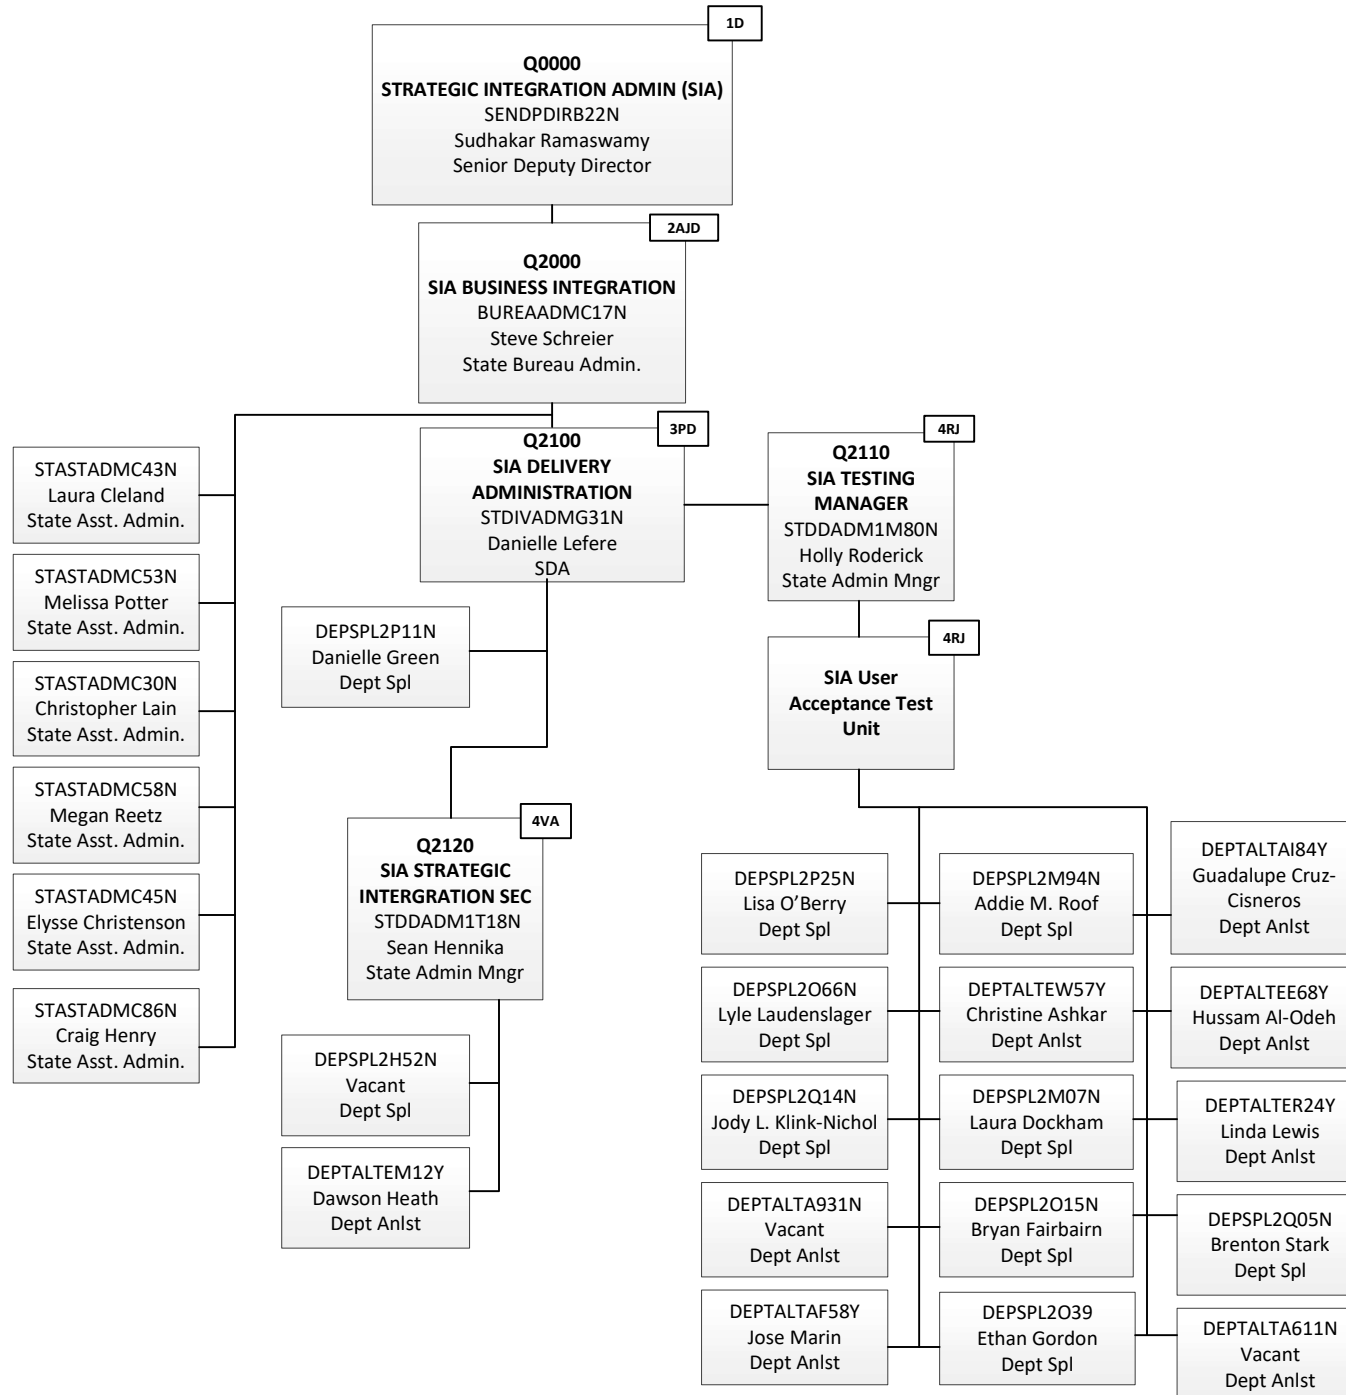 1D
Q0000
STRATEGIC INTEGRATION ADMIN (SIA)
SENDPDIRB22N
Sudhakar Ramaswamy
Senior Deputy Director
2AJD
Q2000
SIA BUSINESS INTEGRATION
BUREAADMC17N
Steve Schreier
State Bureau Admin.
STASTADMC43N
Laura Cleland
State Asst. Admin.
STASTADMC53N
Melissa Potter
State Asst. Admin.
STASTADMC30N
Christopher Lain
State Asst. Admin.
STASTADMC58N
Megan Reetz
State Asst. Admin.
STASTADMC45N
Elysse Christenson
State Asst. Admin.
STASTADMC86N
Craig Henry
State Asst. Admin.
3PD
Q2100
SIA DELIVERY
ADMINISTRATION
STDIVADMG31N
Danielle Lefere
SDA
DEPSPL2P11N
Danielle Green
Dept Spl
4VA
Q2120
SIA STRATEGIC
INTERGRATION SEC
STDDADM1T18N
Sean Hennika
State Admin Mngr
DEPSPL2H52N
Vacant
Dept Spl
DEPTALTEM12Y
Dawson Heath
Dept Anlst
4RJ
Q2110
SIA TESTING
MANAGER
STDDADM1M80N
Holly Roderick
State Admin Mngr
4RJ
SIA User
Acceptance Test
Unit
DEPSPL2P25N
Lisa O’Berry
Dept Spl
DEPSPL2O66N
Lyle Laudenslager
Dept Spl
DEPSPL2Q14N
Jody L. Klink-Nichol
Dept Spl
DEPTALTA931N
Vacant
Dept Anlst
DEPTALTAF58Y
Jose Marin
Dept Anlst
DEPSPL2M94N
Addie M. Roof
Dept Spl
DEPTALTEW57Y
Christine Ashkar
Dept Anlst
DEPSPL2M07N
Laura Dockham
Dept Spl
DEPSPL2O15N
Bryan Fairbairn
Dept Spl
DEPSPL2O39
Ethan Gordon
Dept Spl
DEPTALTAI84Y
Guadalupe Cruz-
Cisneros
Dept Anlst
DEPTALTEE68Y
Hussam Al-Odeh
Dept Anlst
DEPTALTER24Y
Linda Lewis
Dept Anlst
DEPSPL2Q05N
Brenton Stark
Dept Spl
DEPTALTA611N
Vacant
Dept Anlst